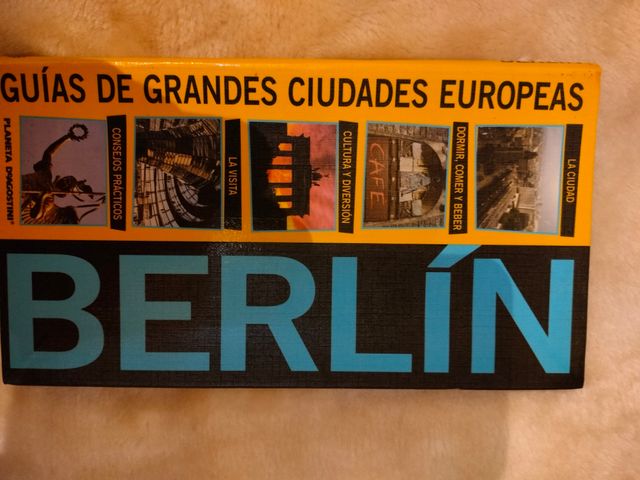 GUÍAS DE GRANDES CIUDADES EUROPEAS
PLANETA DEAGOSTINI
CONSEJOS PRÁCTICOS
LA VISITA
CULTURA Y DIVERSIÓN
CAFÉ
DORMIR, COMER Y BEBER
LA CIUDAD
BERLÍN